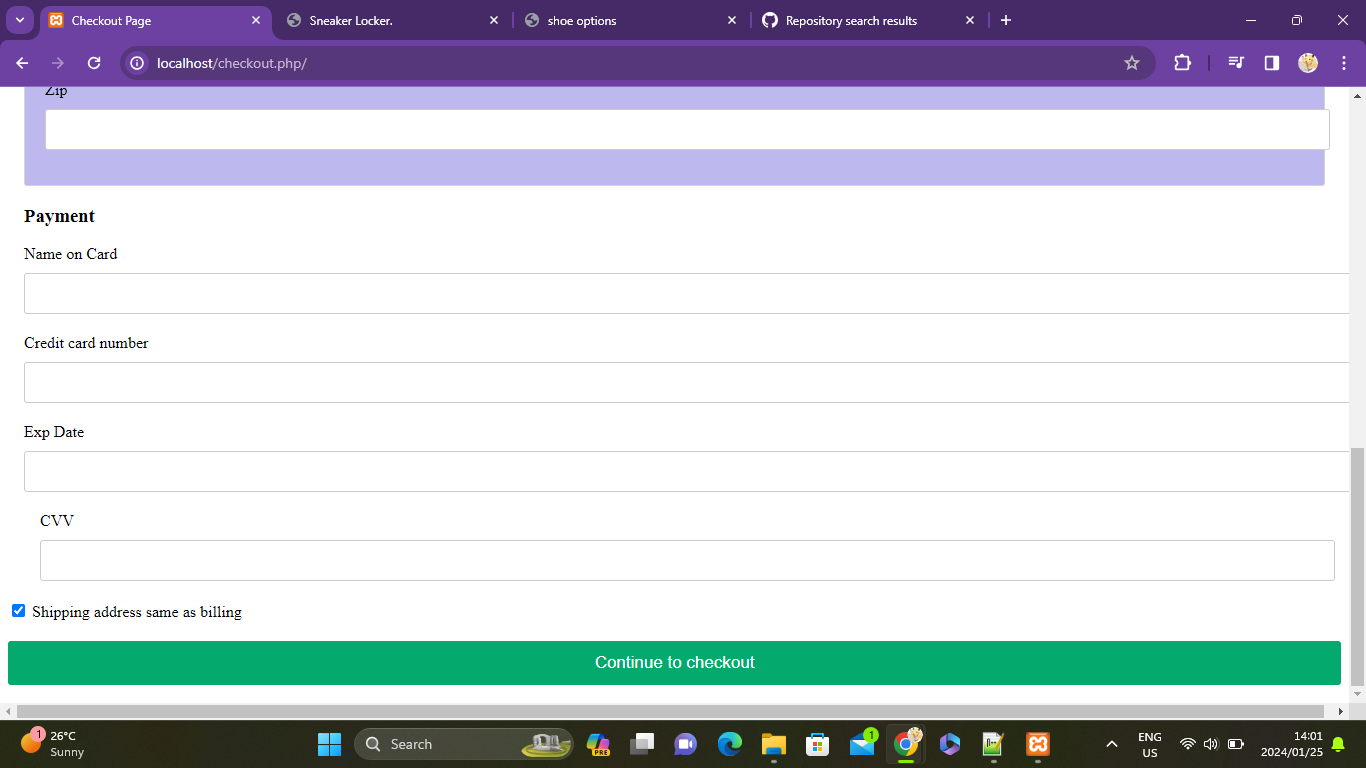 Checkout Page
Sneaker Locker.
shoe options
Repository search results
localhost/checkout.php/
Zip
Payment
Name on Card
Credit card number
Exp Date
CVV
Shipping address same as billing
Continue to checkout
1
26°C
Sunny
Search
PRE
1
ENG
US
14:01
2024/01/25